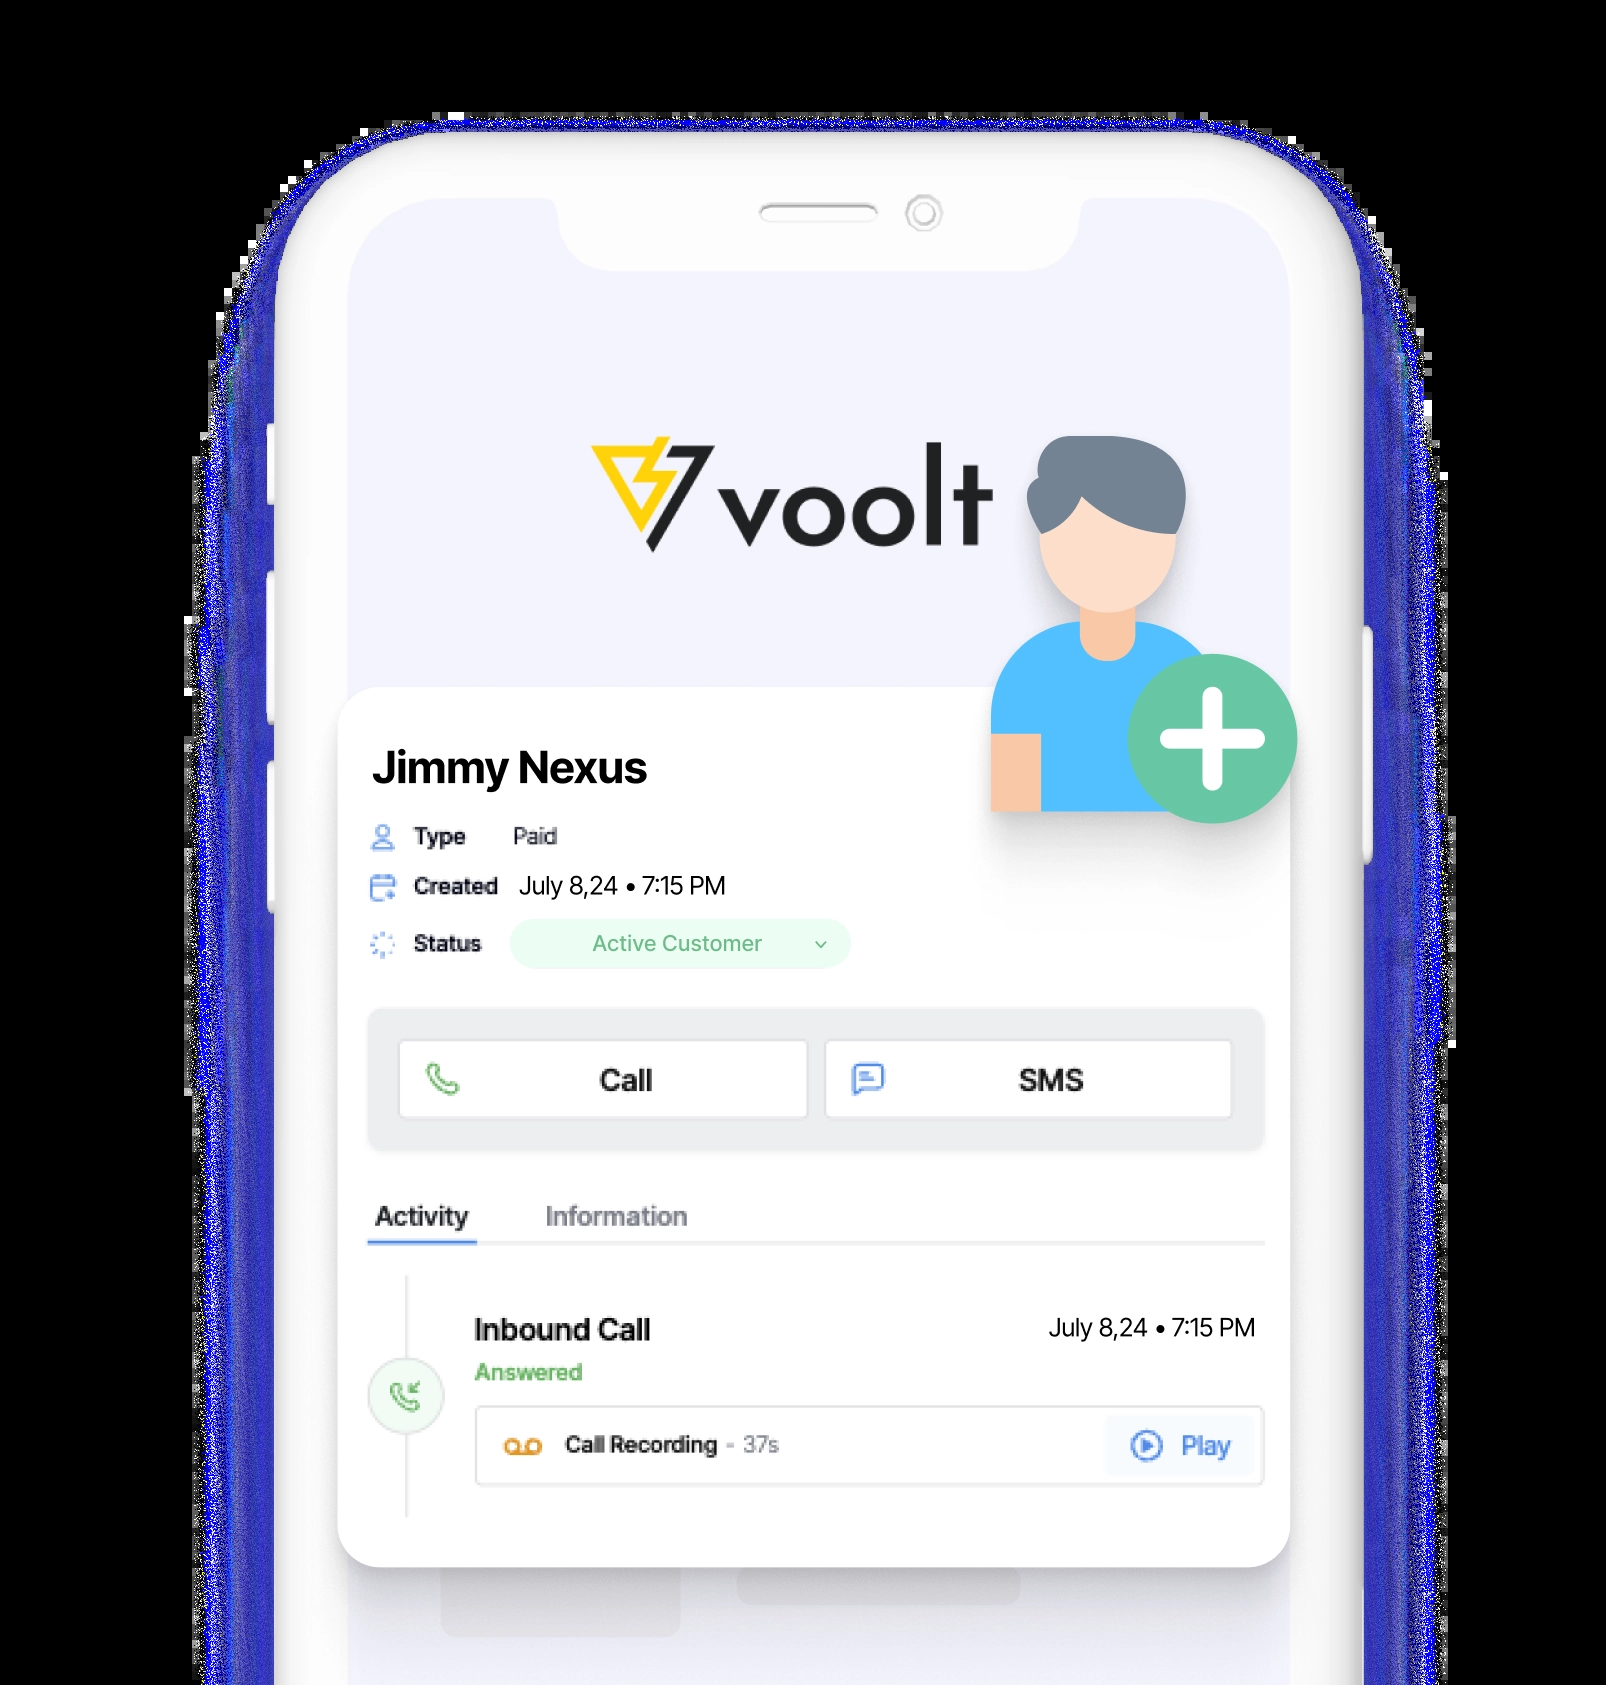 voolt
Jimmy Nexus
Type Paid
Created July 8,24 • 7:15 PM
Status Active Customer
Call SMS
Activity Information
Inbound Call July 8,24 • 7:15 PM
Answered
Call Recording - 37s Play